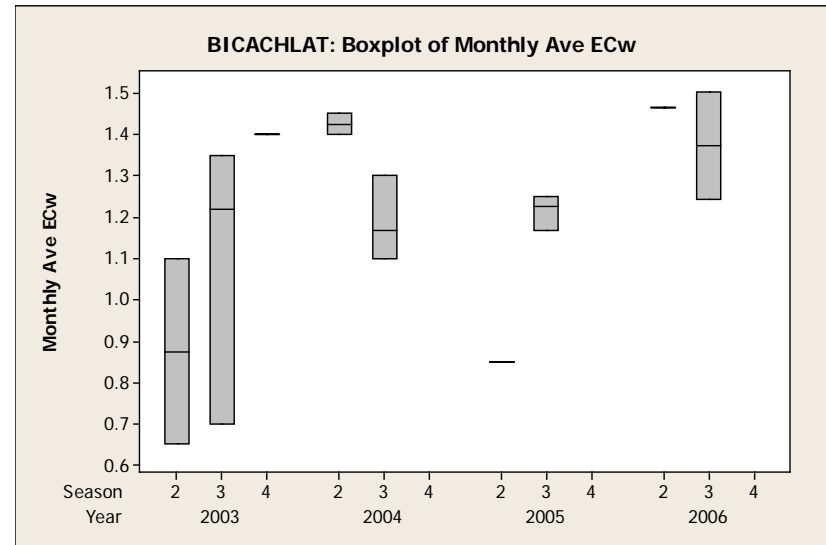 BICACHLAT: Boxplot of Monthly Ave ECw
Monthly Ave ECw
1.5
1.4
1.3
1.2
1.1
1.0
0.9
0.8
0.7
0.6
Season 2 3 4 2 3 4 2 3 4 2 3 4
Year 2003 2004 2005 2006